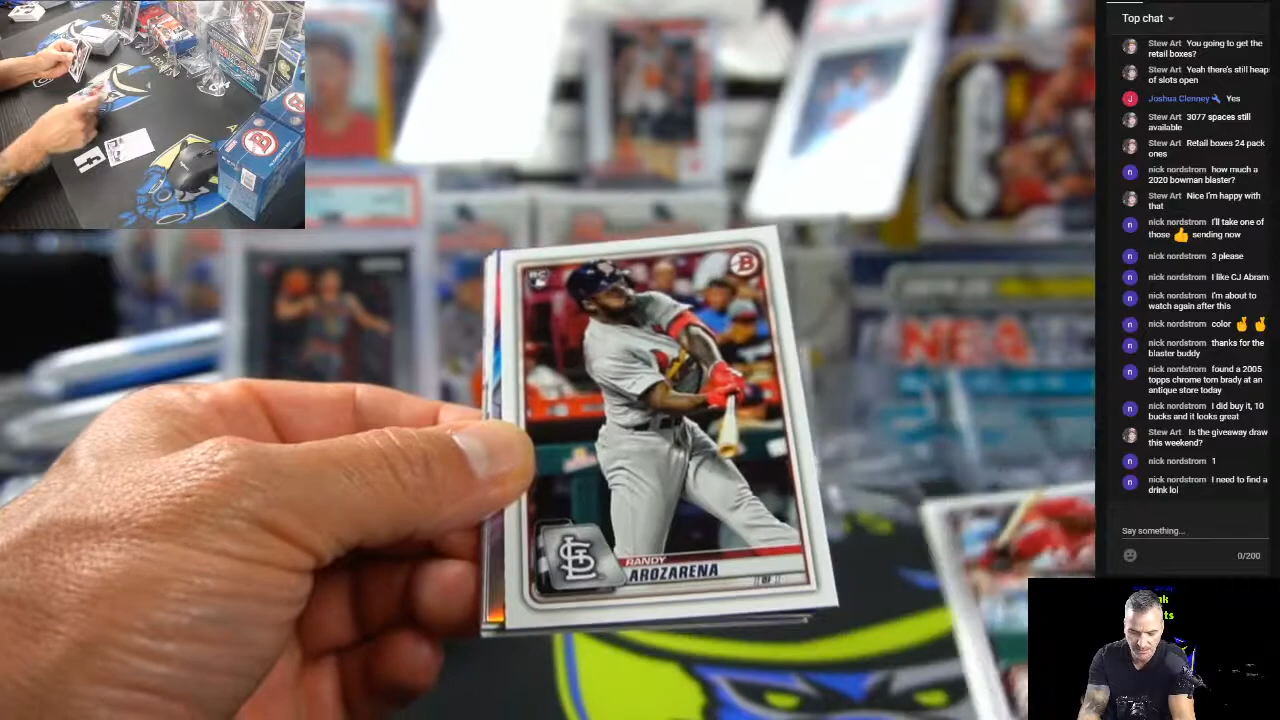 RC
B
RANDY
AROZARENA
OF
STL
NBA
B
Top chat
Stew Art You going to get the
retail boxes?
Stew Art Yeah there's still heap
of slots open
J
Joshua Clenney Yes
Stew Art 3077 spaces still
available
Stew Art Retail boxes 24 pack
ones
n
nick nordstrom how much a
2020 bowman blaster?
Stew Art Nice I'm happy with
that
n
nick nordstrom I'll take one of
those 👍 sending now
n
nick nordstrom 3 please
n
nick nordstrom I like CJ Abram
n
nick nordstrom I'm about to
watch again after this
n
nick nordstrom color 🤞 🤞
n
nick nordstrom thanks for the
blaster buddy
n
nick nordstrom found a 2005
topps chrome tom brady at an
antique store today
n
nick nordstrom I did buy it, 10
bucks and it looks great
Stew Art Is the giveaway draw
this weekend?
n
nick nordstrom 1
n
nick nordstrom I need to find a
drink lol
Say something...
0/200
ak
ts